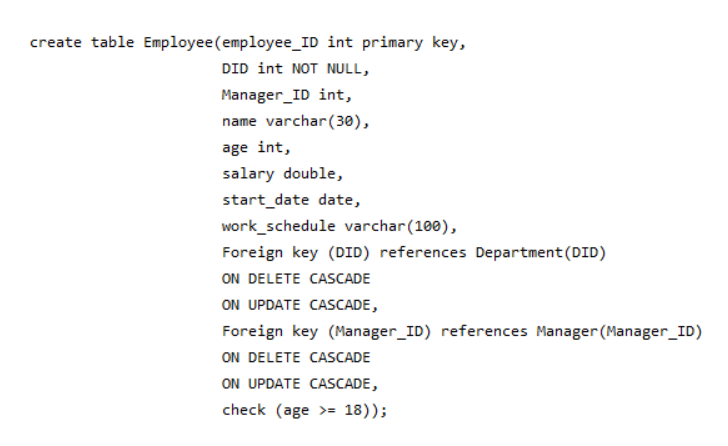 create table Employee(employee_ID int primary key,
DID int NOT NULL,
Manager_ID int,
name varchar(30),
age int,
salary double,
start_date date,
work_schedule varchar(100),
Foreign key (DID) references Department(DID)
ON DELETE CASCADE
ON UPDATE CASCADE,
Foreign key (Manager_ID) references Manager(Manager_ID)
ON DELETE CASCADE
ON UPDATE CASCADE,
check (age >= 18));